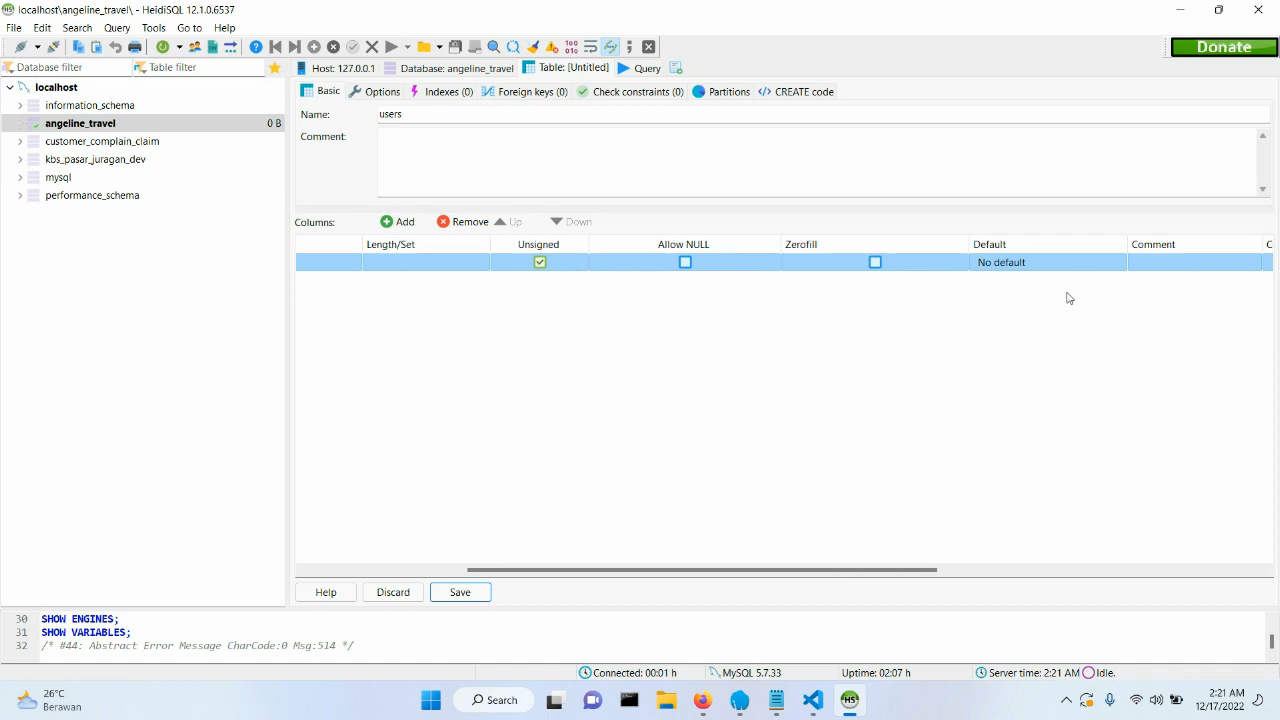 localhost\angeline_travel\ - HeidiSQL 12.1.0.6537
File Edit Search Query Tools Go to Help
Donate
Database filter
Table filter
Host: 127.0.0.1
Database: angeline_travel
Table: [Untitled]
Query
localhost
information_schema
angeline_travel 0 B
customer_complain_claim
kbs_pasar_juragan_dev
mysql
performance_schema
Basic Options Indexes (0) Foreign keys (0) Check constraints (0) Partitions CREATE code
Name: users
Comment:
Columns: Add Remove Up Down
Length/Set Unsigned Allow NULL Zerofill Default Comment C
No default
Help Discard Save
30 SHOW ENGINES;
31 SHOW VARIABLES;
32 /* #44: Abstract Error Message CharCode:0 Msg:514 */
Connected: 00:01 h
MySQL 5.7.33
Uptime: 02:07 h
Server time: 2:21 AM
Idle.
26°C
Berawan
Search
HS
2:21 AM
12/17/2022